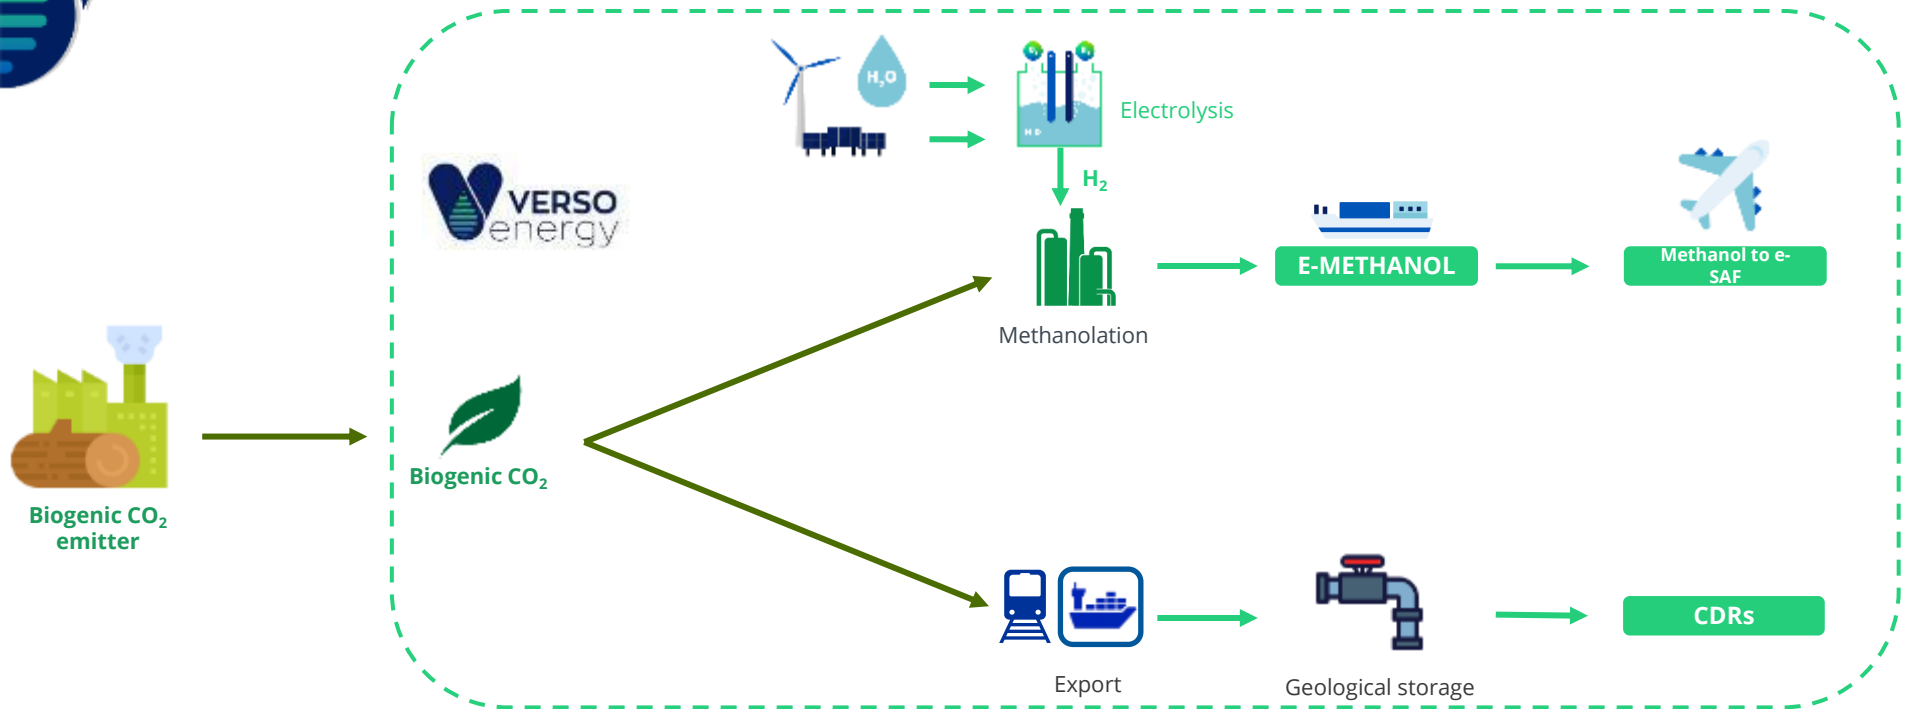 H₂O
Electrolysis
H₂
VERSO
energy
E-METHANOL
Methanol to e-
SAF
Methanolation
Biogenic CO₂
Biogenic CO₂
emitter
CDRs
Export
Geological storage